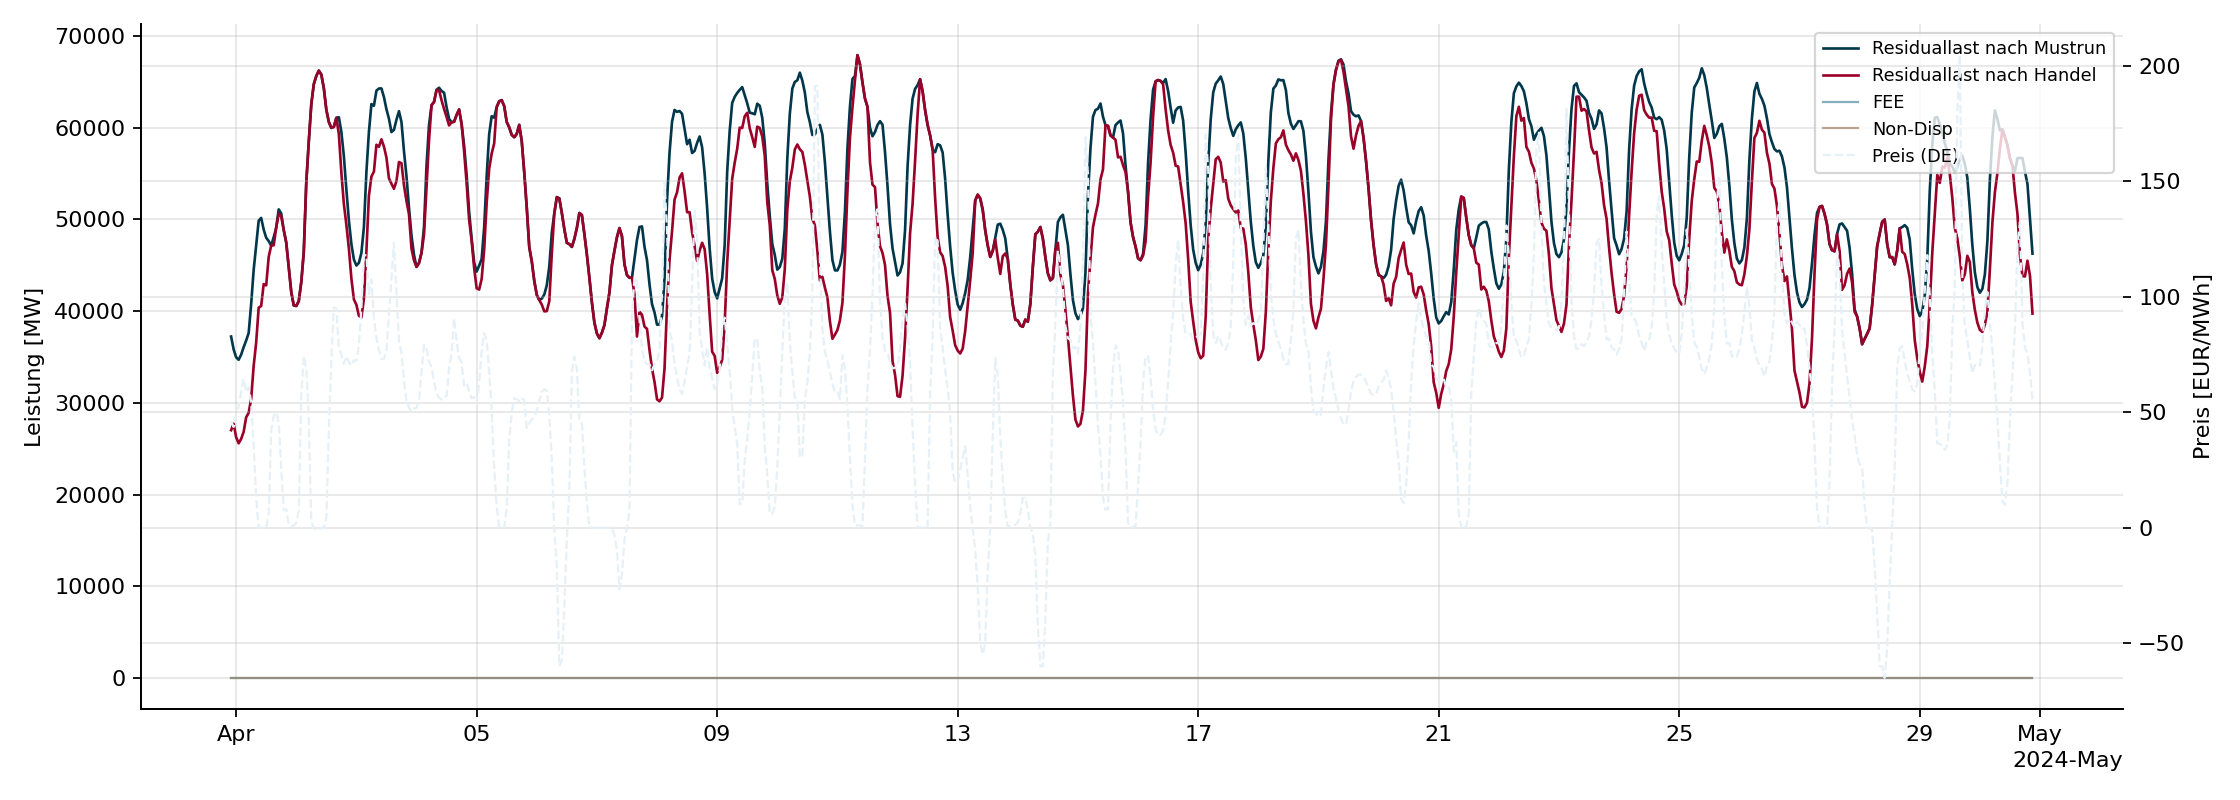 70000
60000
50000
40000
30000
20000
10000
0
Leistung [MW]
Residuallast nach Mustrun
Residuallast nach Handel
FEE
Non-Disp
Preis (DE)
200
150
100
50
0
−50
Preis [EUR/MWh]
Apr
05
09
13
17
21
25
29
May
2024-May